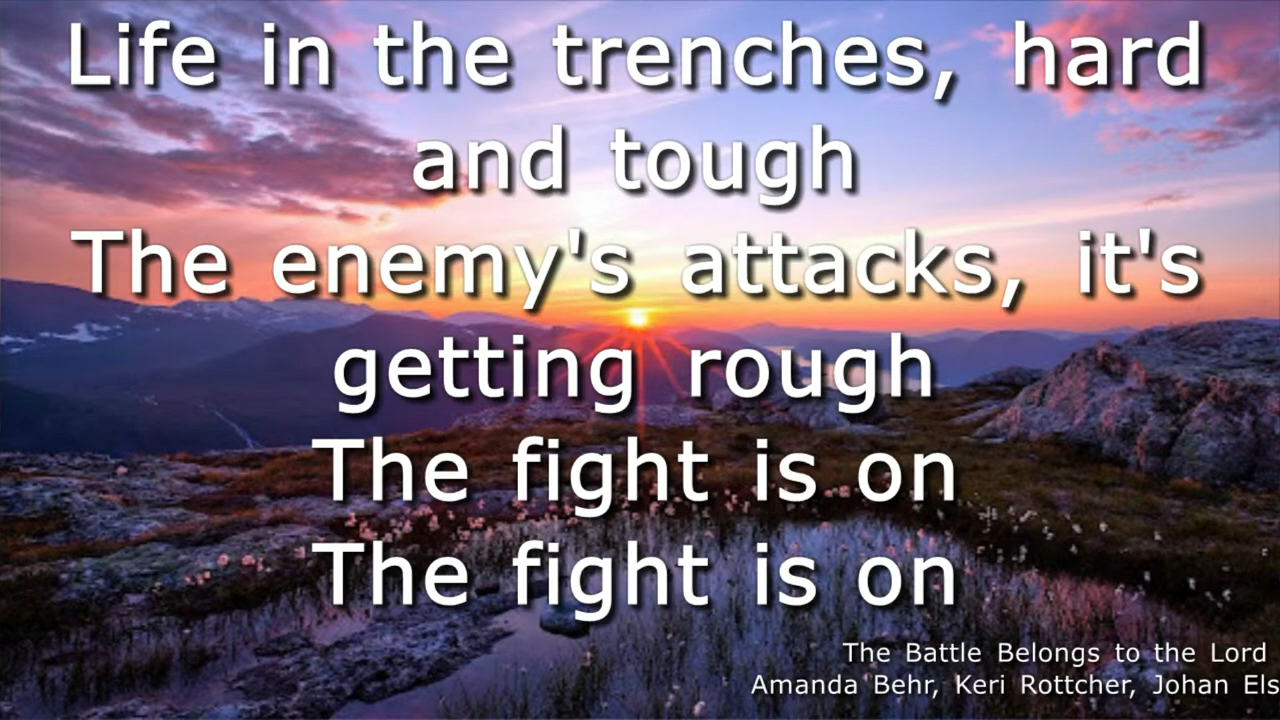 Life in the trenches, hard
and tough
The enemy's attacks, it's
getting rough
The fight is on
The fight is on
The Battle Belongs to the Lord
Amanda Behr, Keri Rottcher, Johan Els